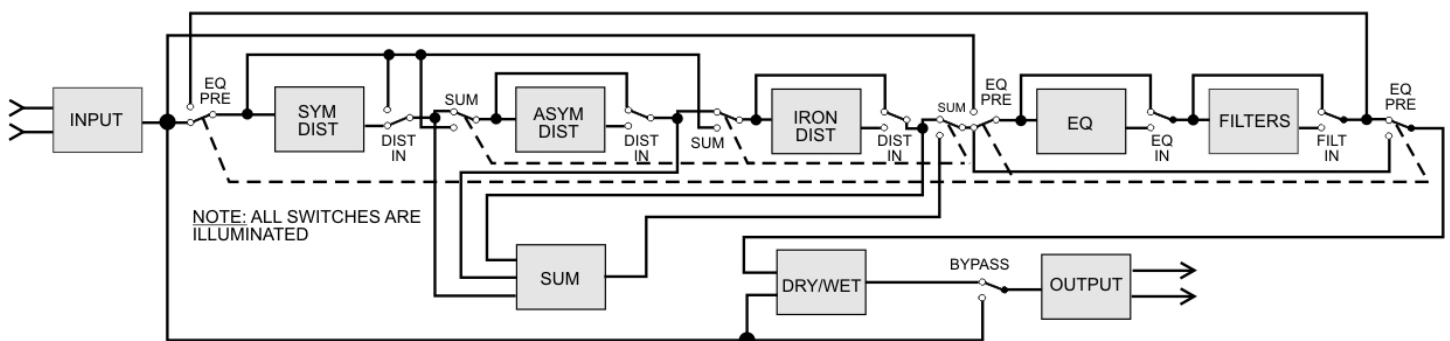 INPUT
EQ
PRE
SYM
DIST
DIST
IN
SUM
ASYM
DIST
DIST
IN
SUM
IRON
DIST
DIST
IN
SUM
EQ
PRE
EQ
EQ
IN
FILTERS
FILT
IN
EQ
PRE
NOTE: ALL SWITCHES ARE
ILLUMINATED
SUM
DRY/WET
BYPASS
OUTPUT